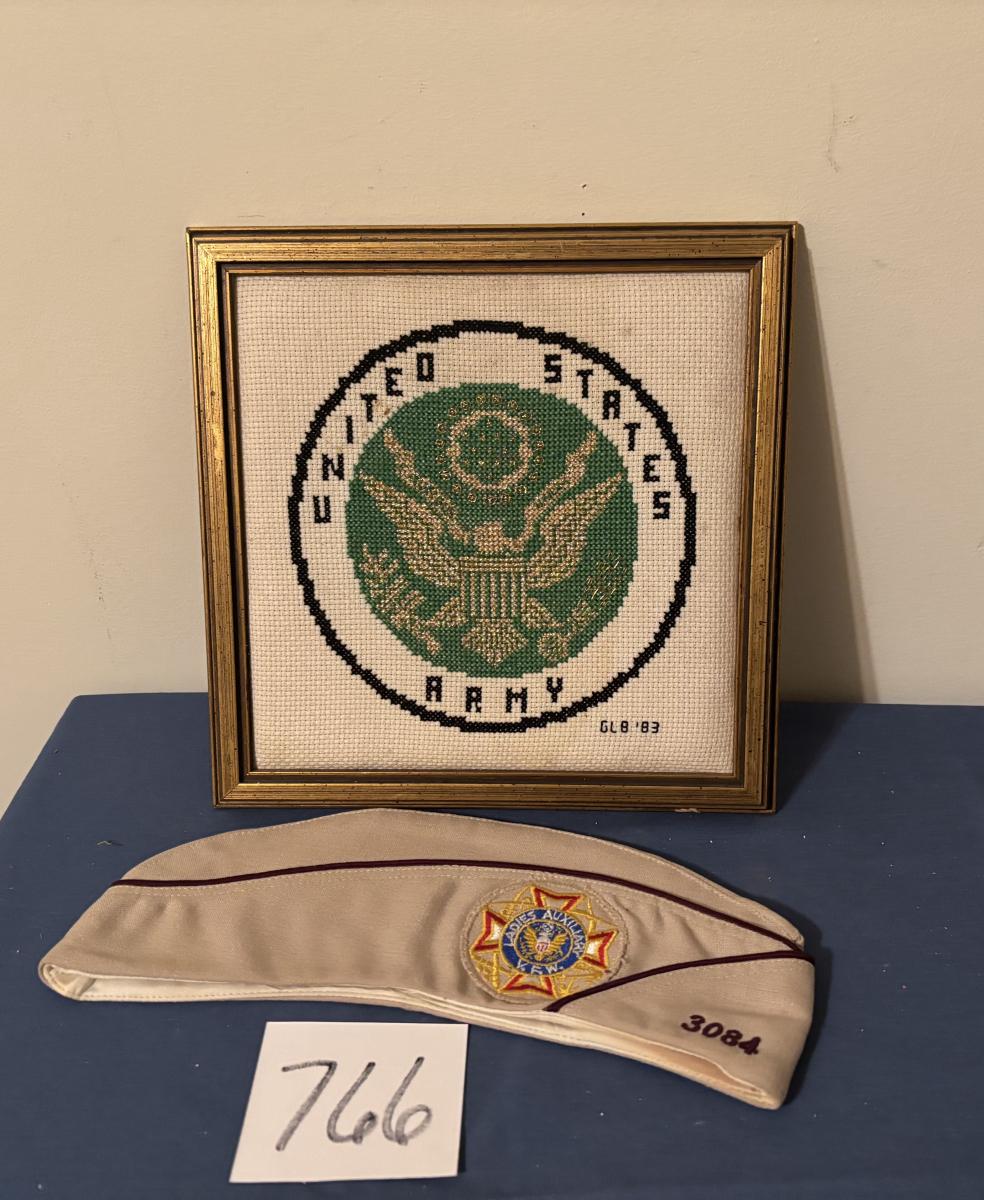 UNITED STATES
ARMY
GLB '83
LADIES AUXILIARY
V.F.W.
3084
766